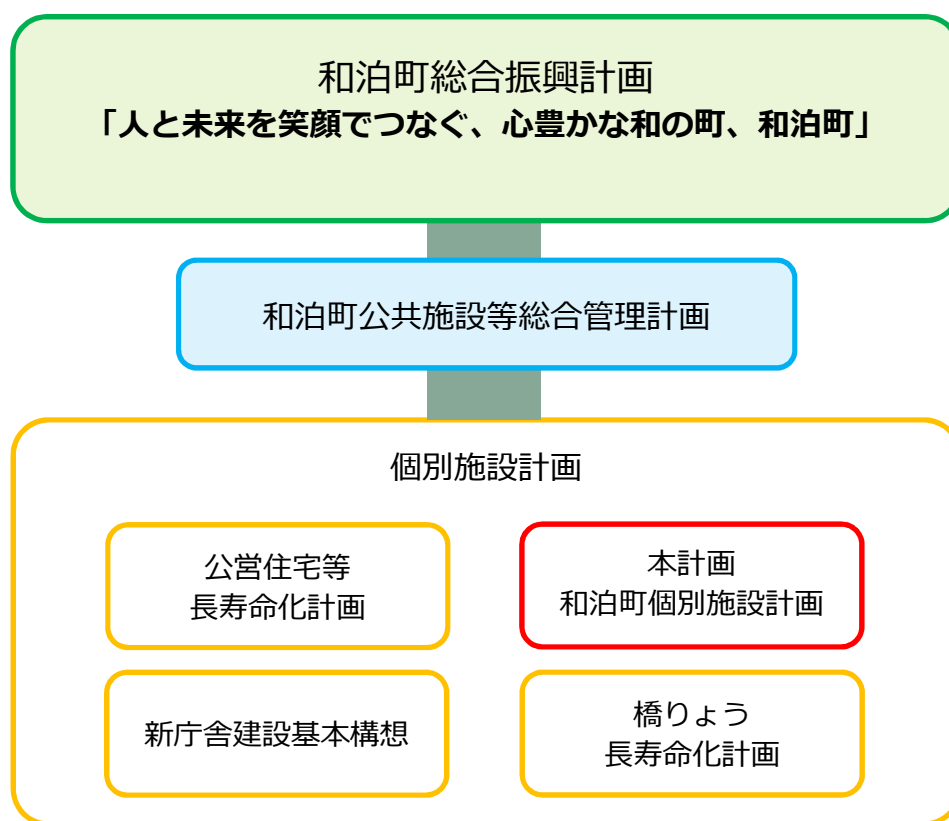 和泊町総合振興計画
「人と未来を笑顔でつなぐ、心豊かな和の町、和泊町」
和泊町公共施設等総合管理計画
個別施設計画
公営住宅等
長寿命化計画
本計画
和泊町個別施設計画
新庁舎建設基本構想
橋りょう
長寿命化計画